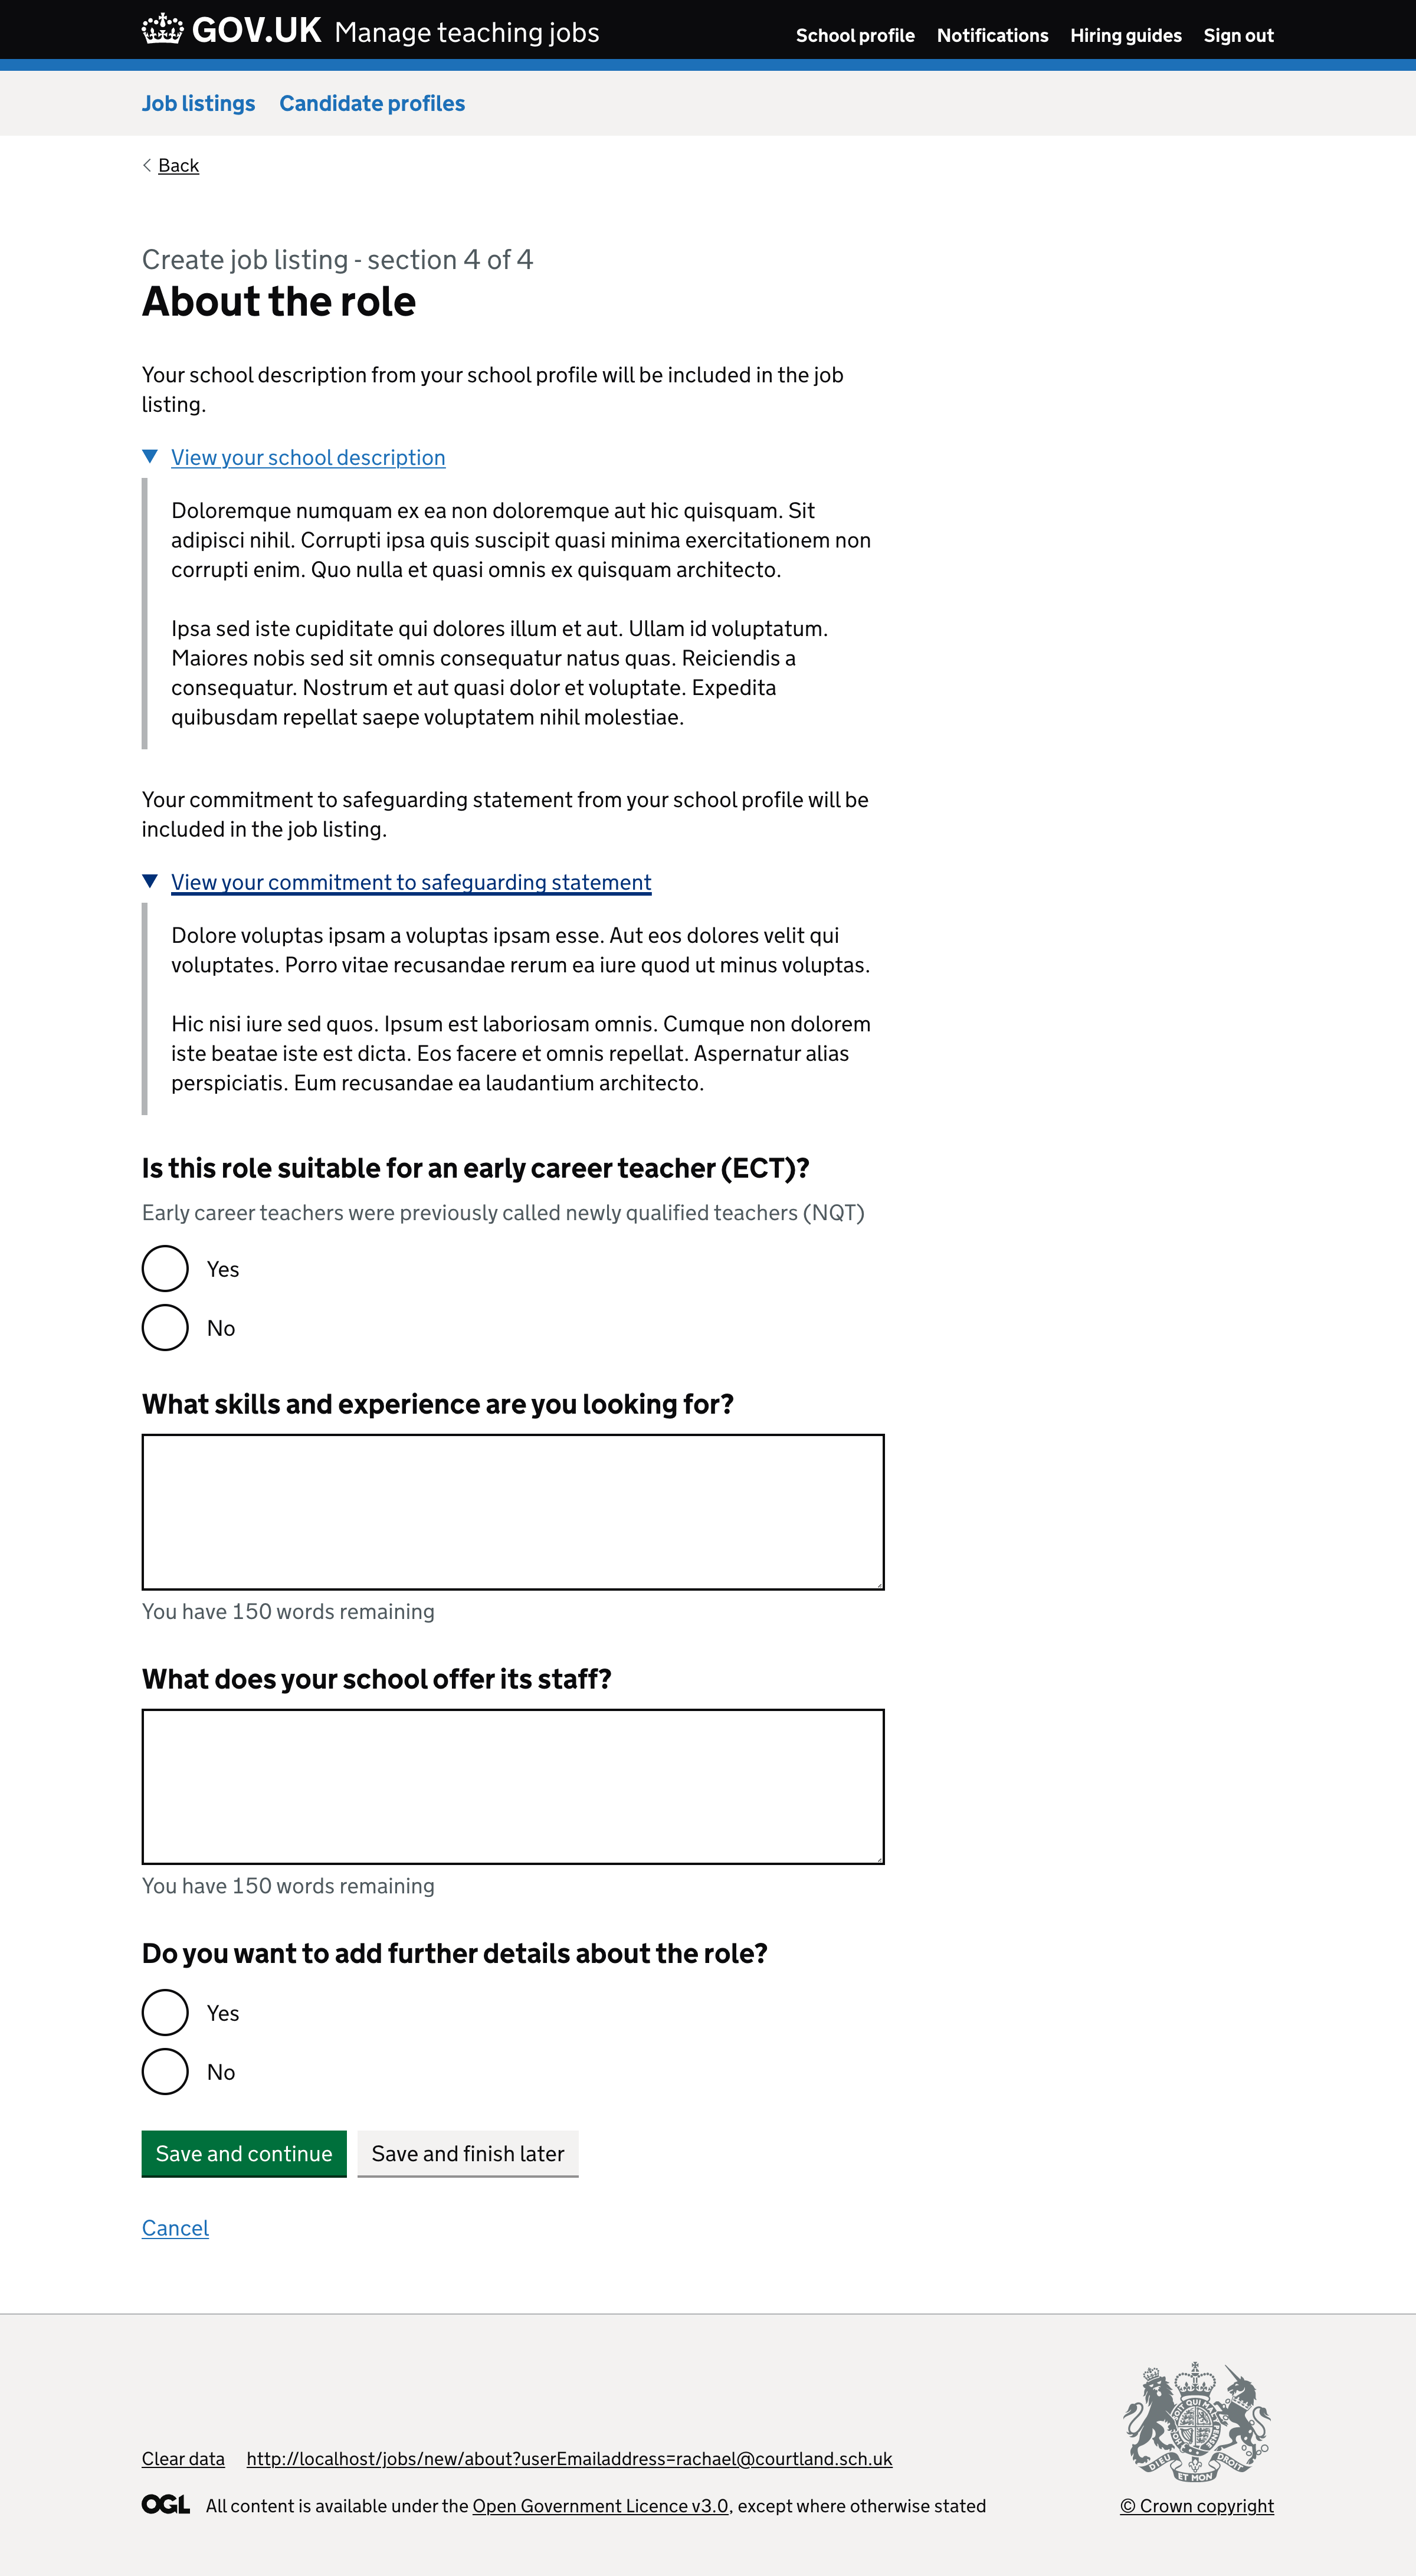 GOV.UK Manage teaching jobs
School profile Notifications Hiring guides Sign out
Job listings Candidate profiles
Back
Create job listing - section 4 of 4
About the role
Your school description from your school profile will be included in the job
listing.
View your school description
Doloremque numquam ex ea non doloremque aut hic quisquam. Sit
adipisci nihil. Corrupti ipsa quis suscipit quasi minima exercitationem non
corrupti enim. Quo nulla et quasi omnis ex quisquam architecto.
Ipsa sed iste cupiditate qui dolores illum et aut. Ullam id voluptatum.
Maiores nobis sed sit omnis consequatur natus quas. Reiciendis a
consequatur. Nostrum et aut quasi dolor et voluptate. Expedita
quibusdam repellat saepe voluptatem nihil molestiae.
Your commitment to safeguarding statement from your school profile will be
included in the job listing.
View your commitment to safeguarding statement
Dolore voluptas ipsam a voluptas ipsam esse. Aut eos dolores velit qui
voluptates. Porro vitae recusandae rerum ea iure quod ut minus voluptas.
Hic nisi iure sed quos. Ipsum est laboriosam omnis. Cumque non dolorem
iste beatae iste est dicta. Eos facere et omnis repellat. Aspernatur alias
perspiciatis. Eum recusandae ea laudantium architecto.
Is this role suitable for an early career teacher (ECT)?
Early career teachers were previously called newly qualified teachers (NQT)
Yes
No
What skills and experience are you looking for?
You have 150 words remaining
What does your school offer its staff?
You have 150 words remaining
Do you want to add further details about the role?
Yes
No
Save and continue Save and finish later
Cancel
Clear data http://localhost/jobs/new/about?userEmailaddress=rachael@courtland.sch.uk
OGL All content is available under the Open Government Licence v3.0, except where otherwise stated
DIEU ET MON DROIT
© Crown copyright